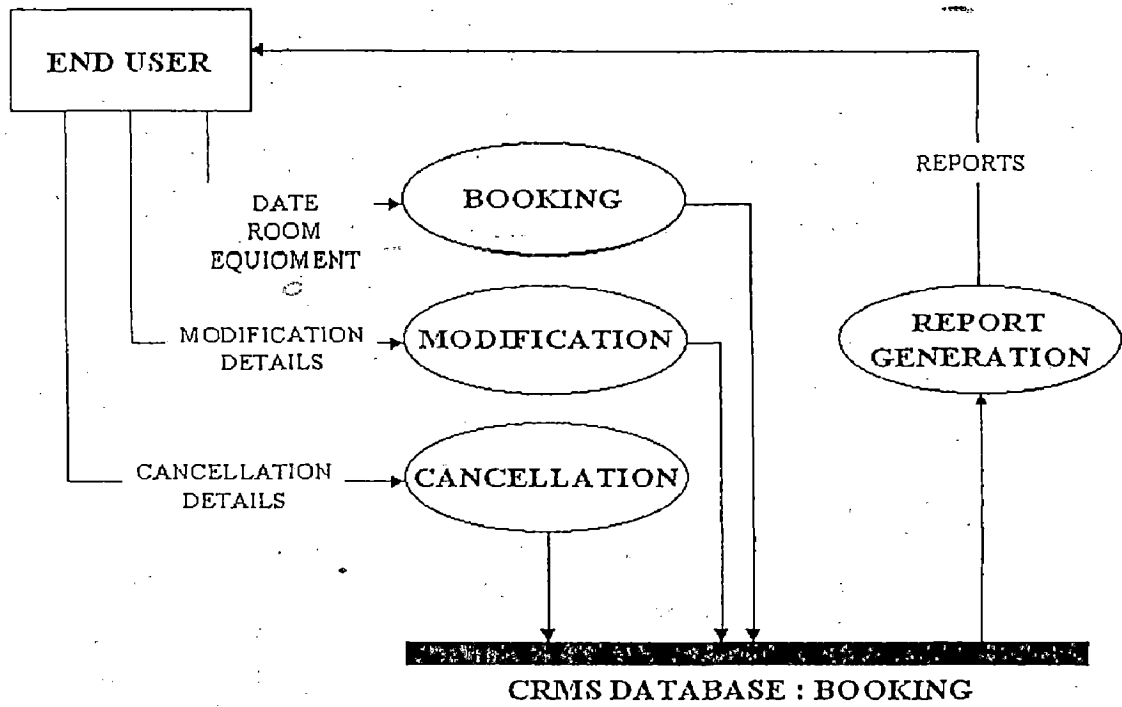 END USER
REPORTS
DATE
ROOM
EQUIOMENT
BOOKING
MODIFICATION
DETAILS
MODIFICATION
REPORT
GENERATION
CANCELLATION
DETAILS
CANCELLATION
CRMS DATABASE : BOOKING